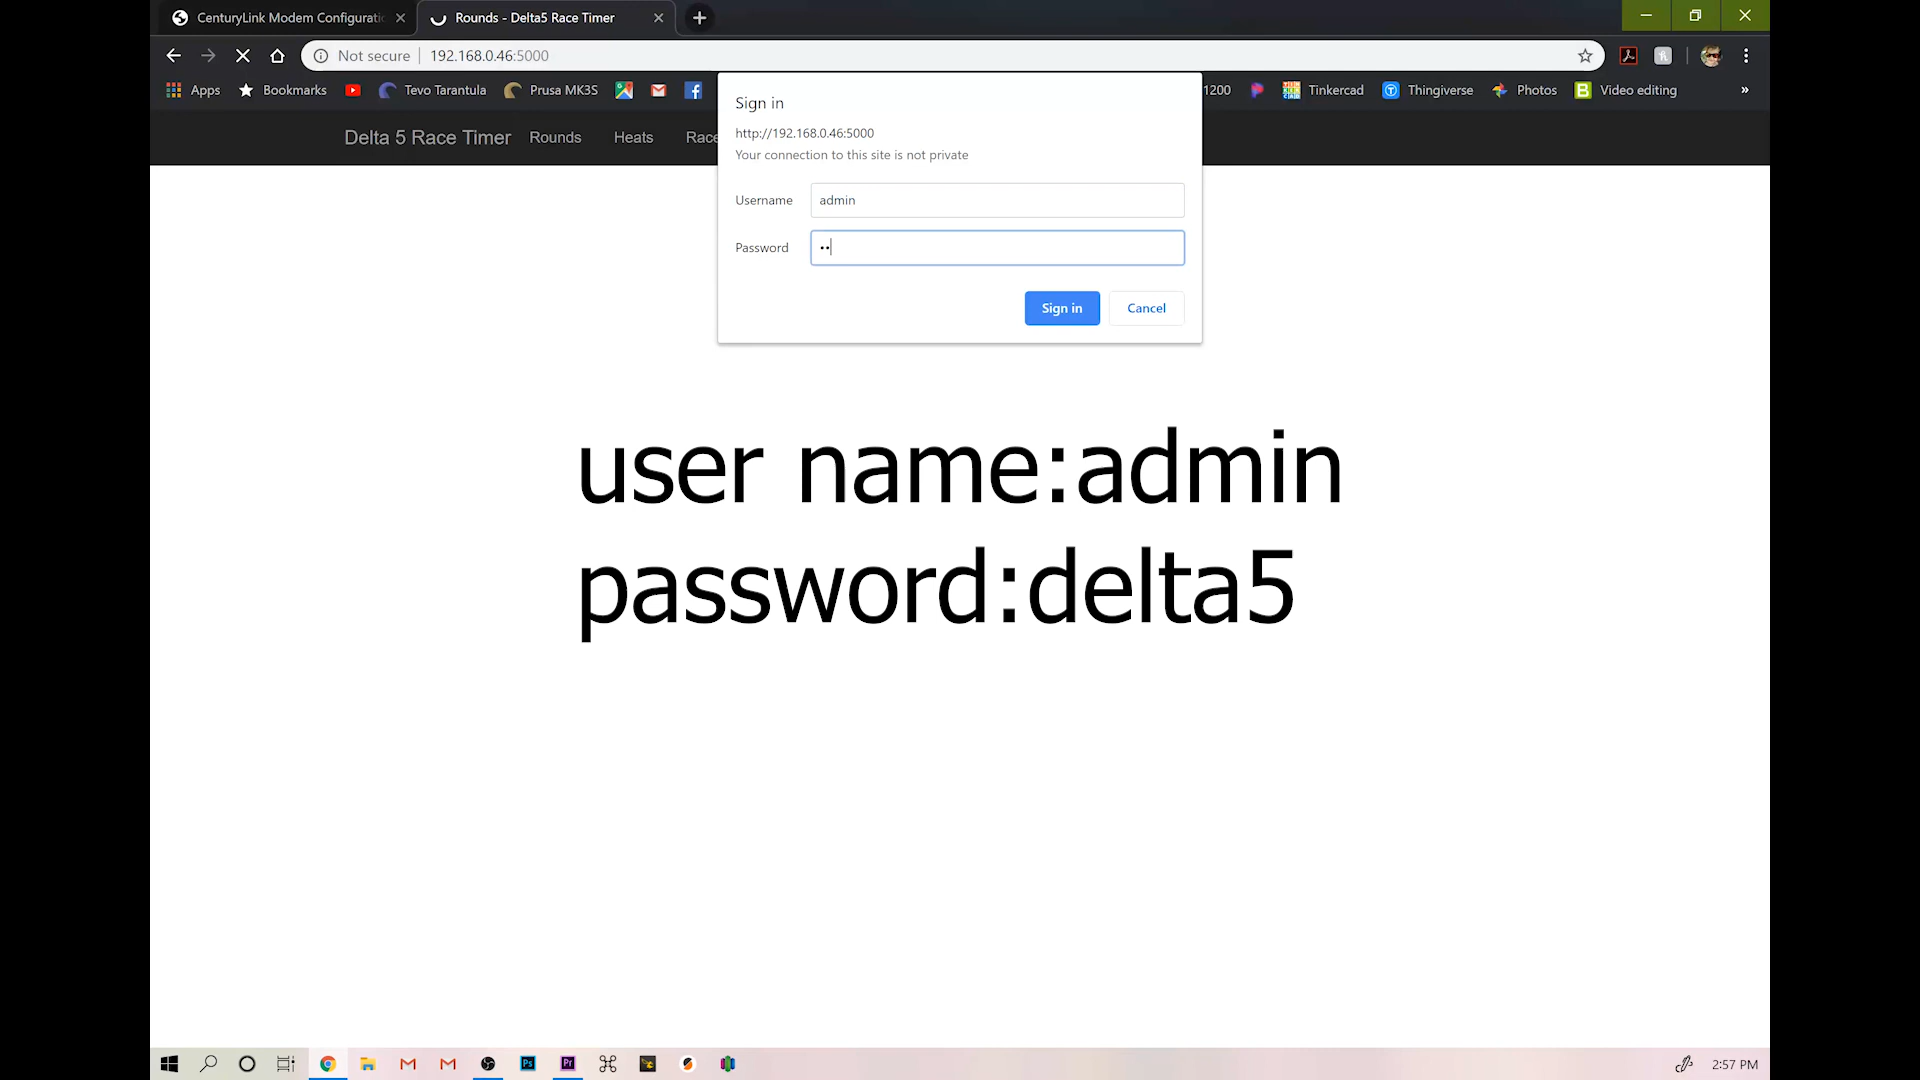 CenturyLink Modem Configurati
Rounds - Delta5 Race Timer
Not secure
192.168.0.46:5000
Apps
Bookmarks
Tevo Tarantula
Prusa MK3S
1200
Tinkercad
Thingiverse
Photos
Video editing
»
Delta 5 Race Timer
Rounds
Heats
Race
Sign in
http://192.168.0.46:5000
Your connection to this site is not private
Username
admin
Password
••
Sign in
Cancel
user name:admin
password:delta5
2:57 PM